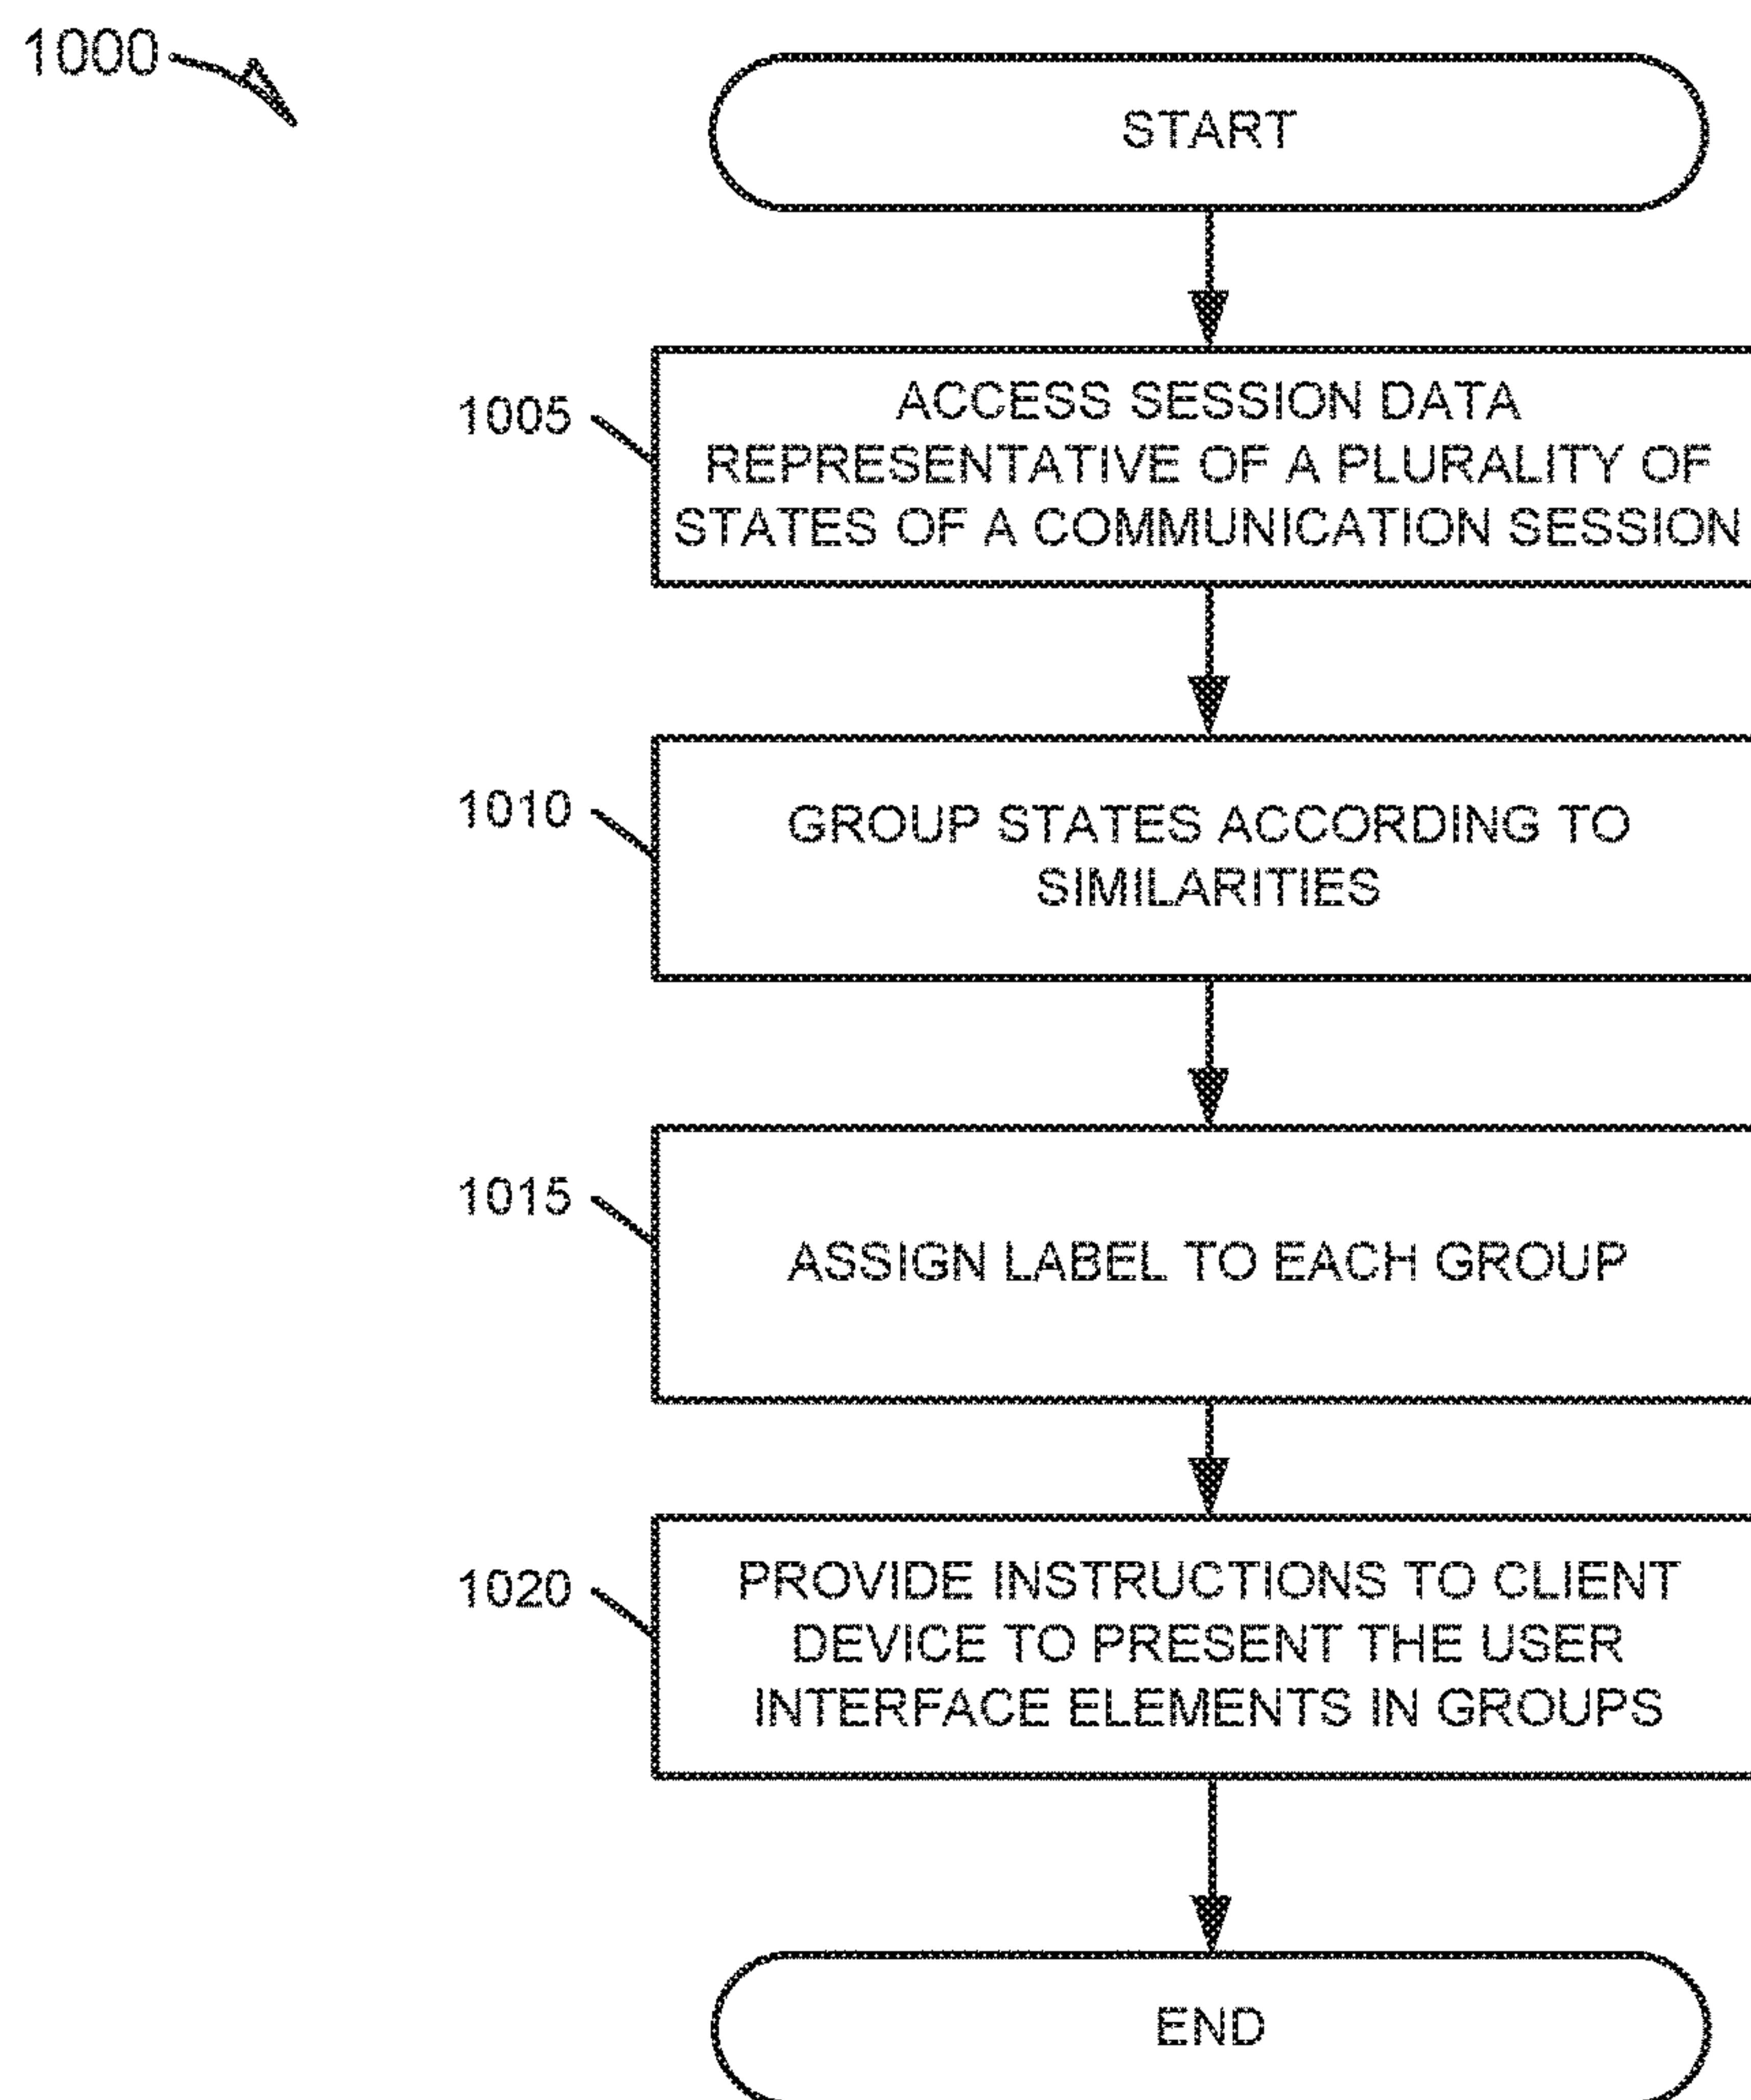 1000
START
1005
ACCESS SESSION DATA
REPRESENTATIVE OF A PLURALITY OF
STATES OF A COMMUNICATION SESSION
1010
GROUP STATES ACCORDING TO
SIMILARITIES
1015
ASSIGN LABEL TO EACH GROUP
1020
PROVIDE INSTRUCTIONS TO CLIENT
DEVICE TO PRESENT THE USER
INTERFACE ELEMENTS IN GROUPS
END